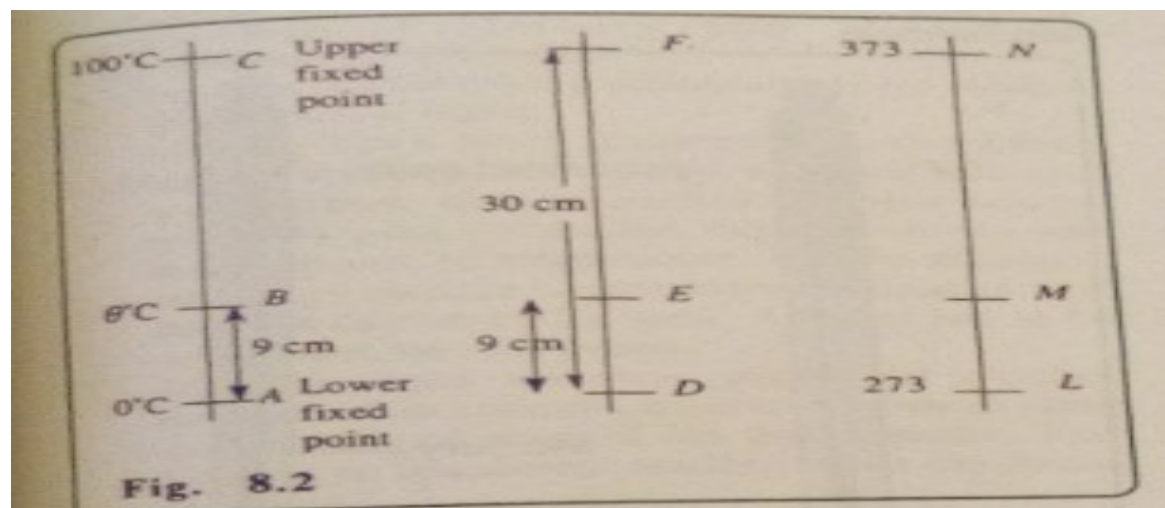 100°C C Upper F 373 N
fixed
point
30 cm
θ°C B E M
9 cm 9 cm
0°C A Lower D 273 L
fixed
point
Fig. 8.2